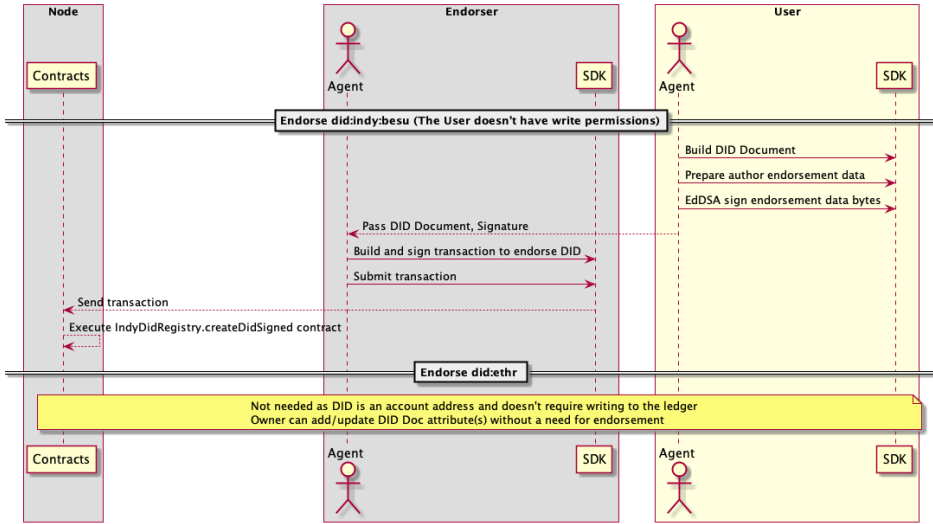 Node
Endorser
User
Contracts
Agent
SDK
Agent
SDK
Endorse did:indy:besu (The User doesn't have write permissions)
Build DID Document
Prepare author endorsement data
EdDSA sign endorsement data bytes
Pass DID Document, Signature
Build and sign transaction to endorse DID
Submit transaction
Send transaction
Execute IndyDidRegistry.createDidSigned contract
Endorse did:ethr
Not needed as DID is an account address and doesn't require writing to the ledger
Owner can add/update DID Doc attribute(s) without a need for endorsement
Contracts
Agent
SDK
Agent
SDK